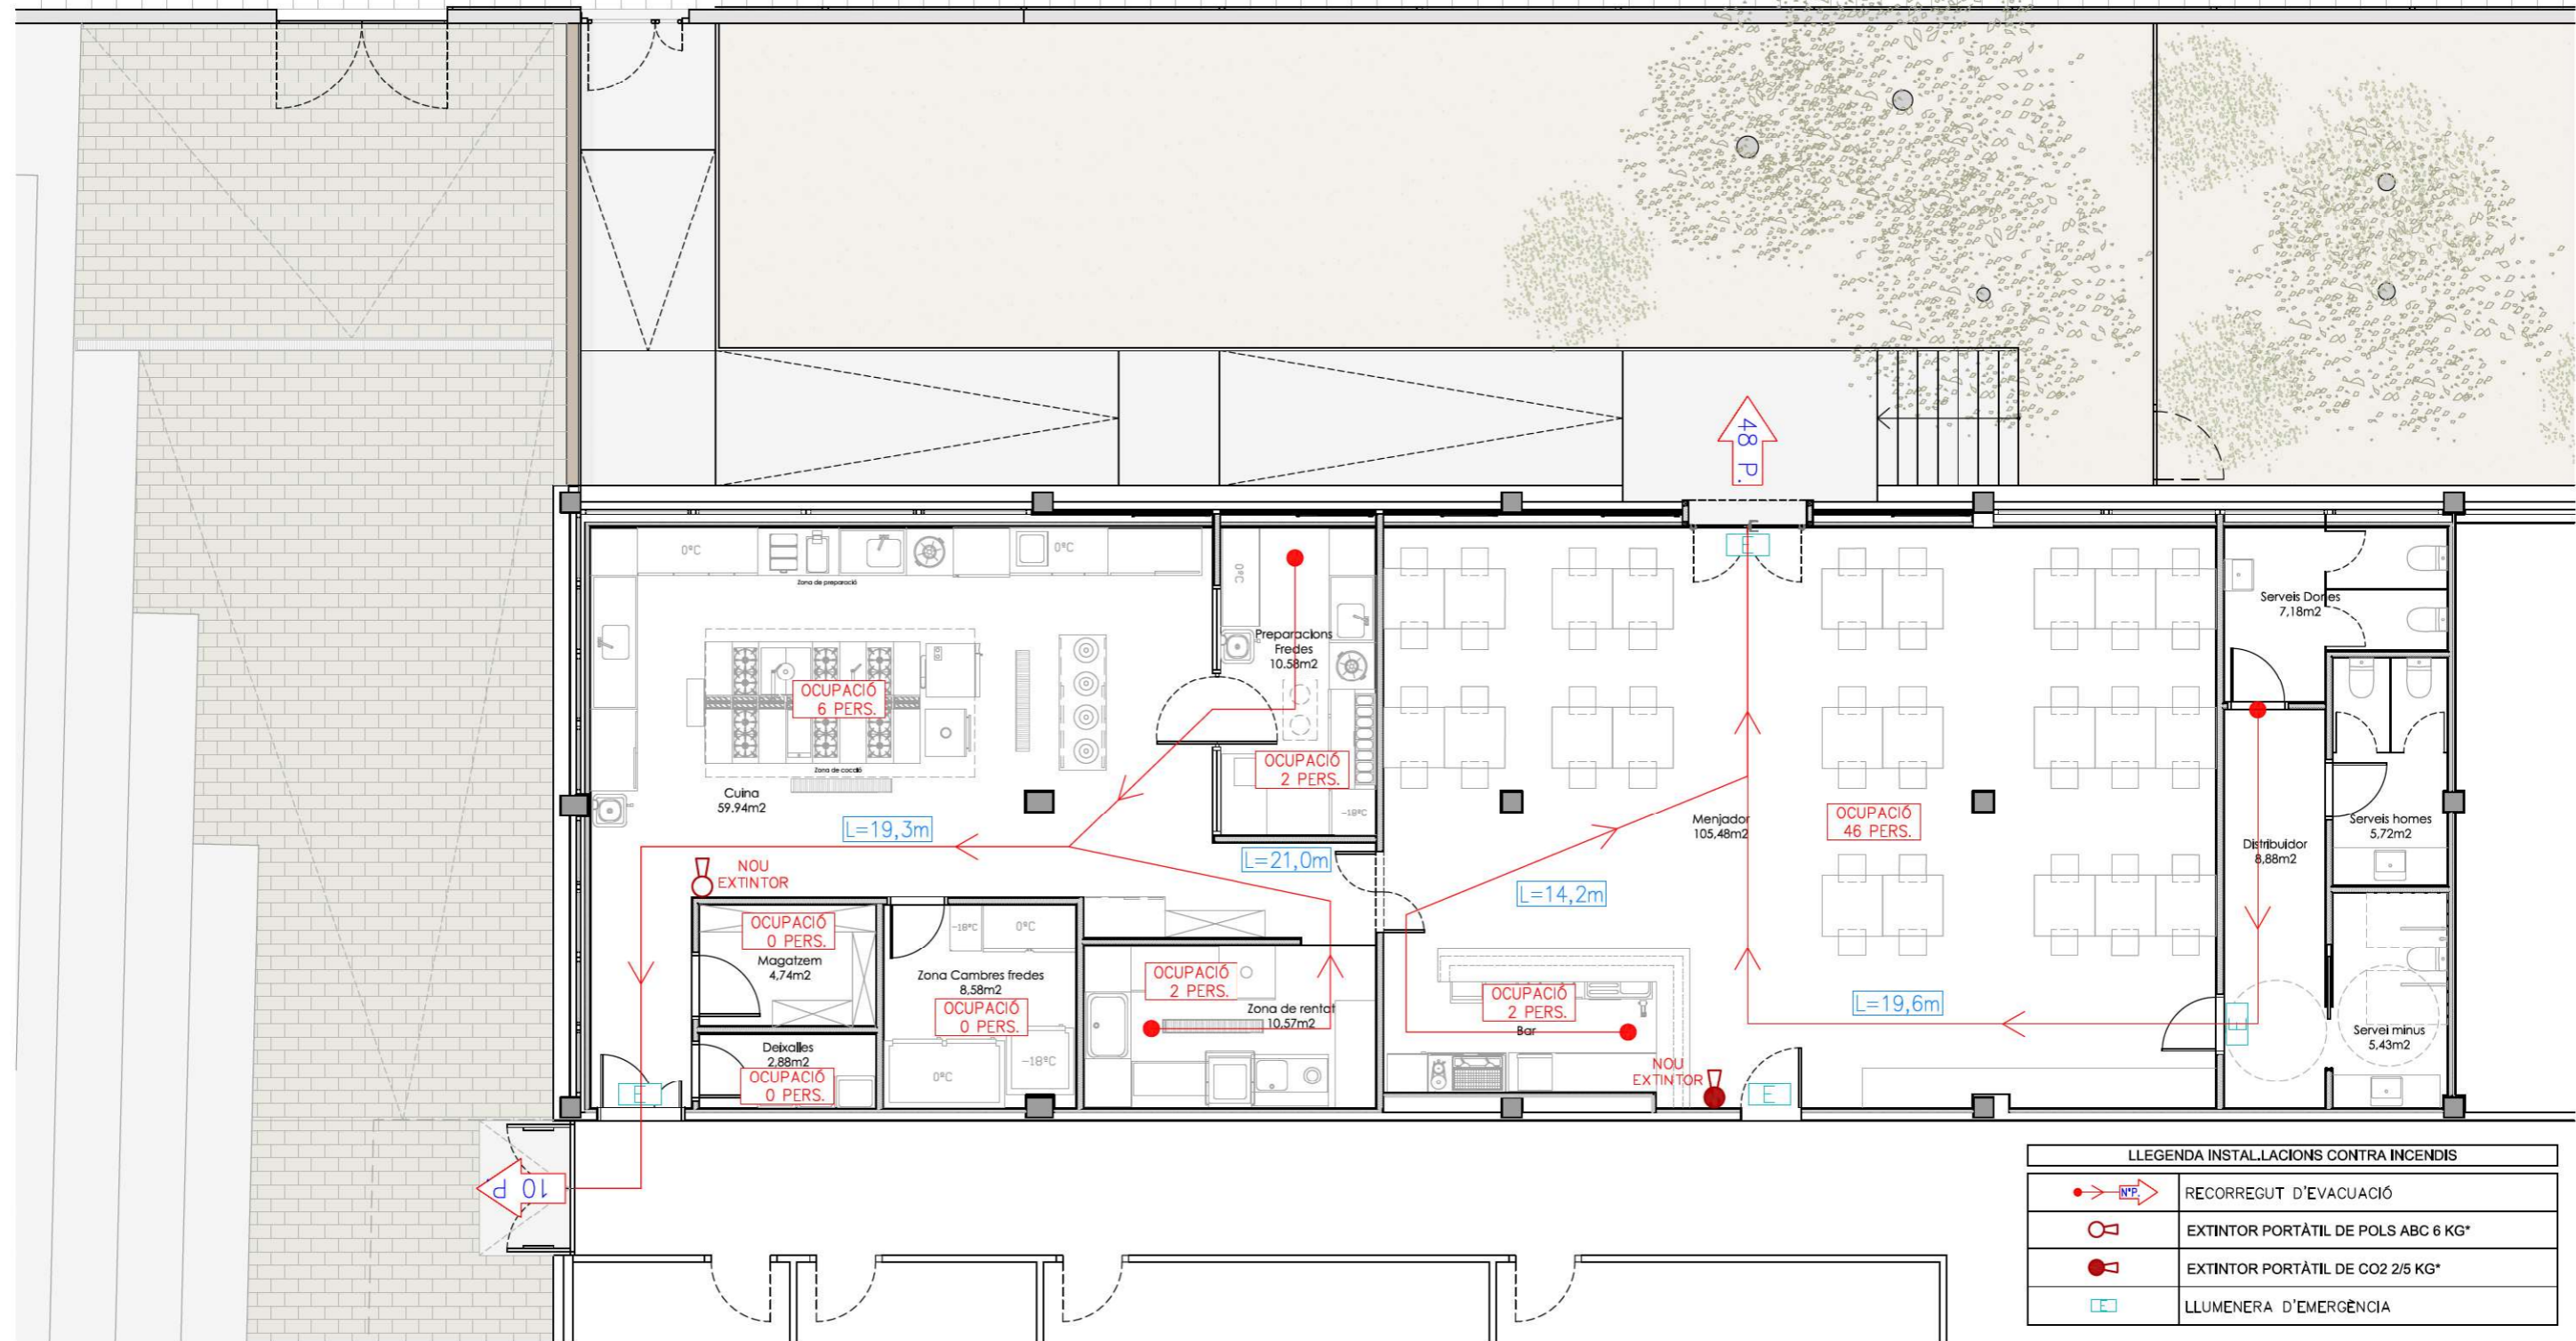 48 P.
0ºC
Zona de preparació
0ºC
0ºC
E
Serveis Dones
7,18m2
Preparacions
Fredes
10.58m2
OCUPACIÓ
6 PERS.
Zona de cocció
Cuina
59.94m2
OCUPACIÓ
2 PERS.
-18ºC
L=19,3m
L=21,0m
Menjador
105,48m2
OCUPACIÓ
46 PERS.
Serveis homes
5,72m2
Distribuidor
8,88m2
NOU
EXTINTOR
L=14,2m
OCUPACIÓ
0 PERS.
Magatzem
4,74m2
-18ºC
0ºC
Zona Cambres fredes
8,58m2
OCUPACIÓ
0 PERS.
OCUPACIÓ
2 PERS.
Zona de rentat
10,57m2
OCUPACIÓ
2 PERS.
Bar
L=19,6m
E
Servei minus
5,43m2
Deixalles
2,88m2
OCUPACIÓ
0 PERS.
0ºC
-18ºC
NOU
EXTINTOR
E
E
10 P.
LLEGENDA INSTAL.LACIONS CONTRA INCENDIS
NºP.
RECORREGUT D'EVACUACIÓ
EXTINTOR PORTÀTIL DE POLS ABC 6 KG*
EXTINTOR PORTÀTIL DE CO2 2/5 KG*
E
LLUMENERA D'EMERGÈNCIA